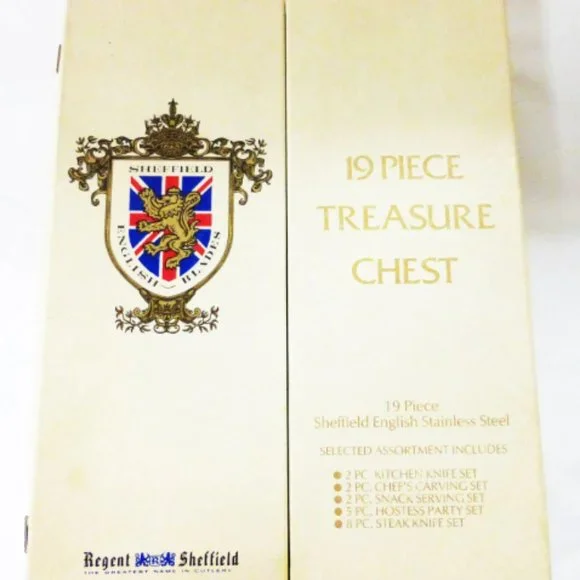 SHEFFIELD
ENGLISH BLADES
Regent Sheffield
THE GREATEST NAME IN CUTLERY
19 PIECE
TREASURE
CHEST
19 Piece
Sheffield English Stainless Steel
SELECTED ASSORTMENT INCLUDES
2 PC. KITCHEN KNIFE SET
2 PC. CHEF'S CARVING SET
2 PC. SNACK SERVING SET
5 PC. HOSTESS PARTY SET
8 PC. STEAK KNIFE SET